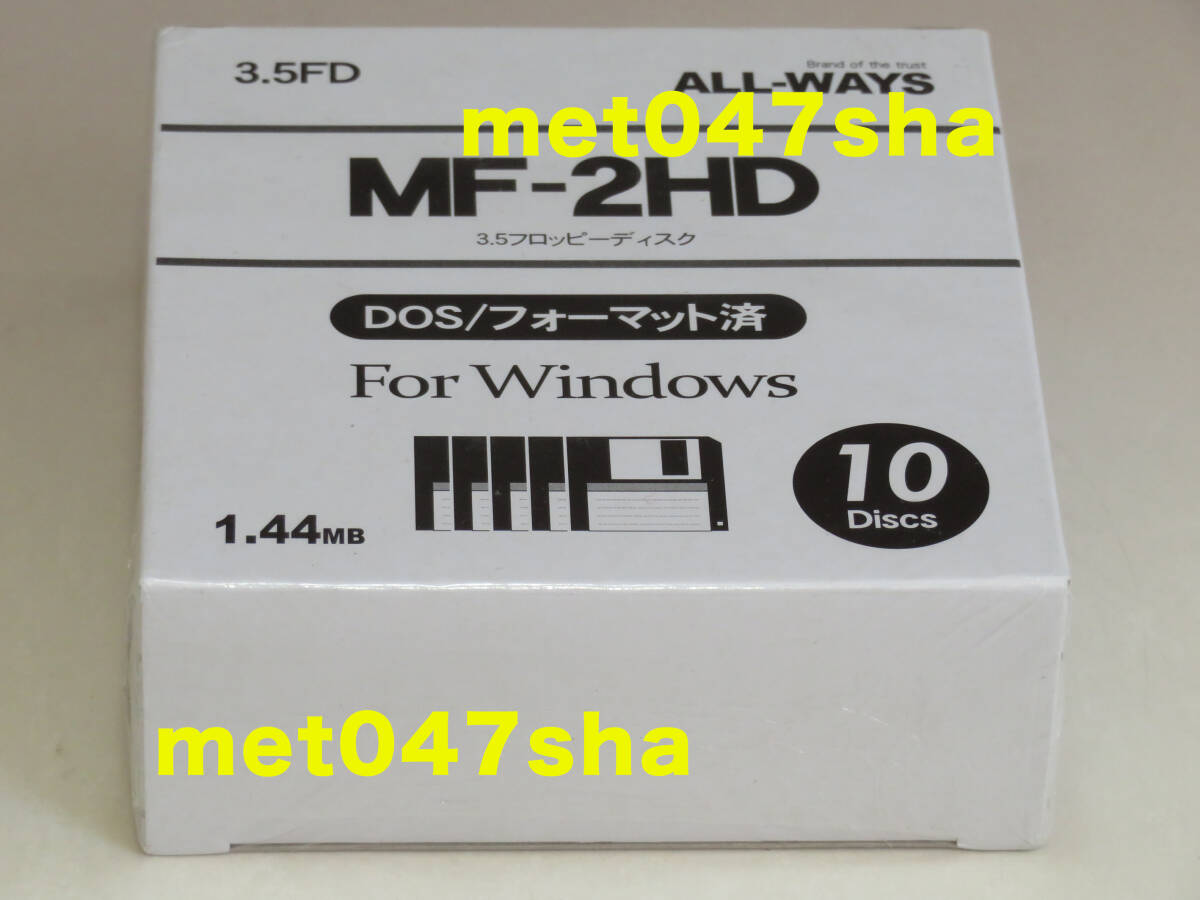 3.5FD
Brand of the trust
ALL-WAYS
met047sha
MF-2HD
3.5フロッピーディスク
DOS/フォーマット済
For Windows
10
Discs
1.44MB
met047sha